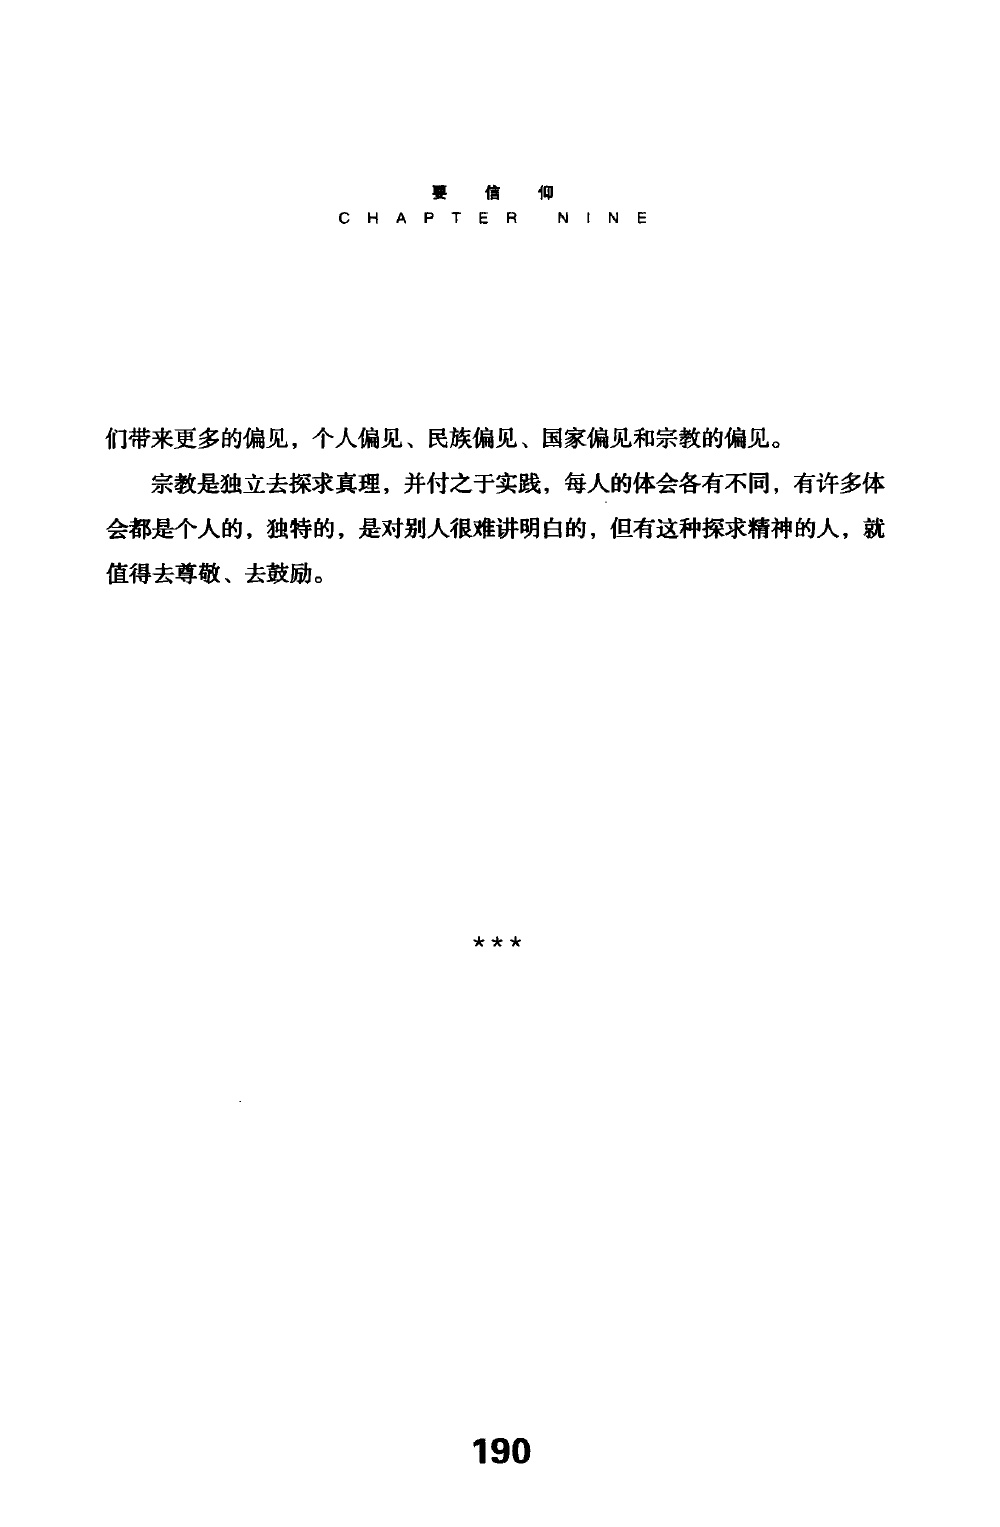 要信仰
CHAPTER NINE
们带来更多的偏见，个人偏见、民族偏见、国家偏见和宗教的偏见。
宗教是独立去探求真理，并付之于实践，每人的体会各有不同，有许多体
会都是个人的，独特的，是对别人很难讲明白的，但有这种探求精神的人，就
值得去尊敬、去鼓励。
***
190